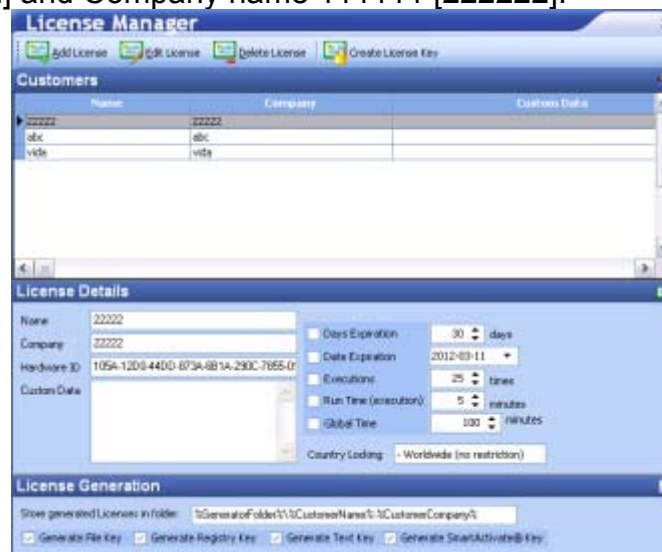 ] and Company name 111111 [222222].
License Manager
Add License Edit License Delete License Create License Key
Customers
Name Company Custom Data
22222 22222
abc abc
vida vida
License Details
Name 22222
Company 22222
Hardware ID 105A-12D0-44DD-873A-6B1A-290C-7855-0
Custom Data
Days Expiration 30 days
Date Expiration 2012-03-11
Executions 25 times
Run Time (execution) 5 minutes
Global Time 100 minutes
Country Locking - Worldwide (no restriction)
License Generation
Store generated Licenses in folder: %GeneratorFolder%\%CustomerName%-%CustomerCompany%
Generate File Key Generate Registry Key Generate Text Key Generate SmartActivate® Key